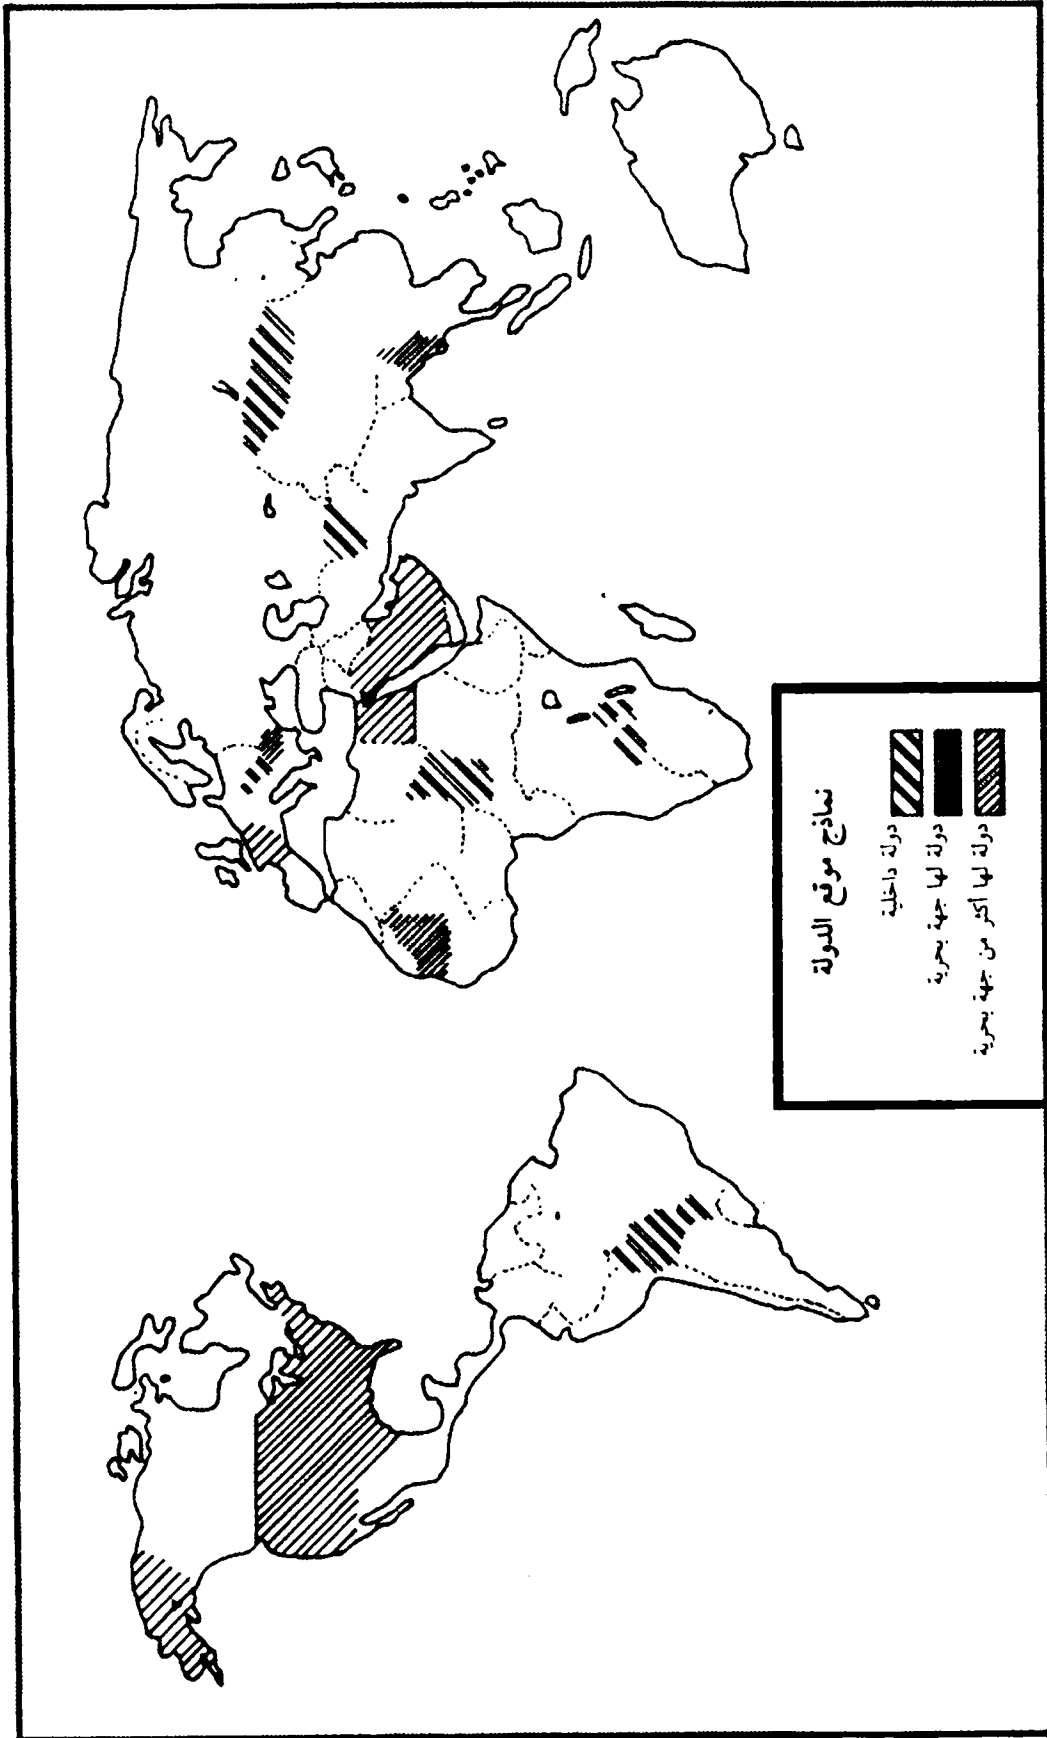 نماذج موقع الدولة
دولة داخلية
دولة لها جهة بحرية
دولة لها أكثر من جهة بحرية